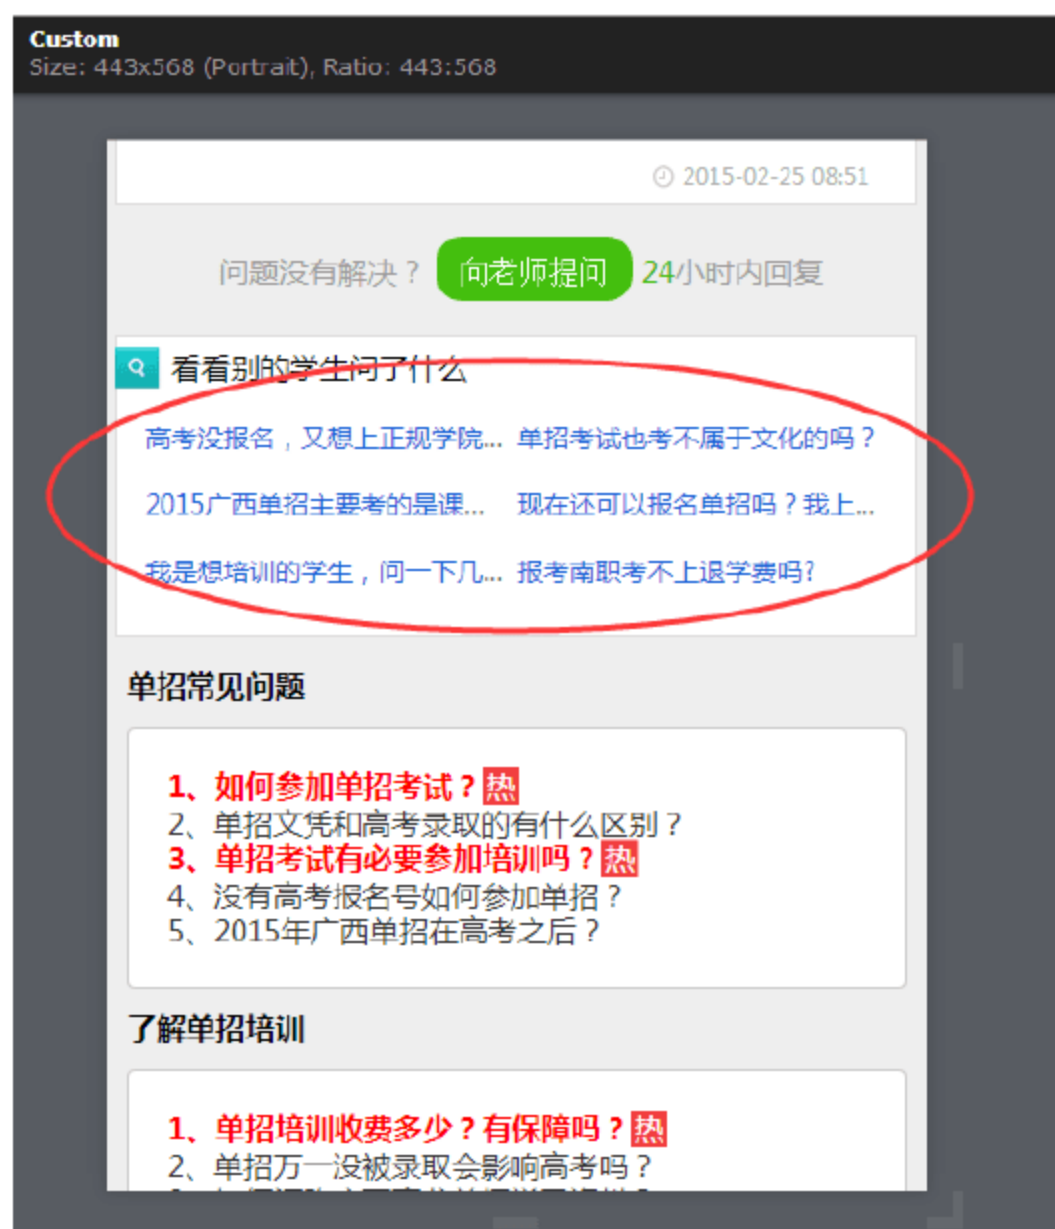 Custom
Size: 443x568 (Portrait), Ratio: 443:568
2015-02-25 08:51
问题没有解决？ 向老师提问 24小时内回复
看看别的学生问了什么
高考没报名，又想上正规学院... 单招考试也考不属于文化的吗？
2015广西单招主要考的是课... 现在还可以报名单招吗？我上...
我是想培训的学生，问一下几... 报考南职考不上退学费吗?
单招常见问题
1、如何参加单招考试？热
2、单招文凭和高考录取的有什么区别？
3、单招考试有必要参加培训吗？热
4、没有高考报名号如何参加单招？
5、2015年广西单招在高考之后？
了解单招培训
1、单招培训收费多少？有保障吗？热
2、单招万一没被录取会影响高考吗？